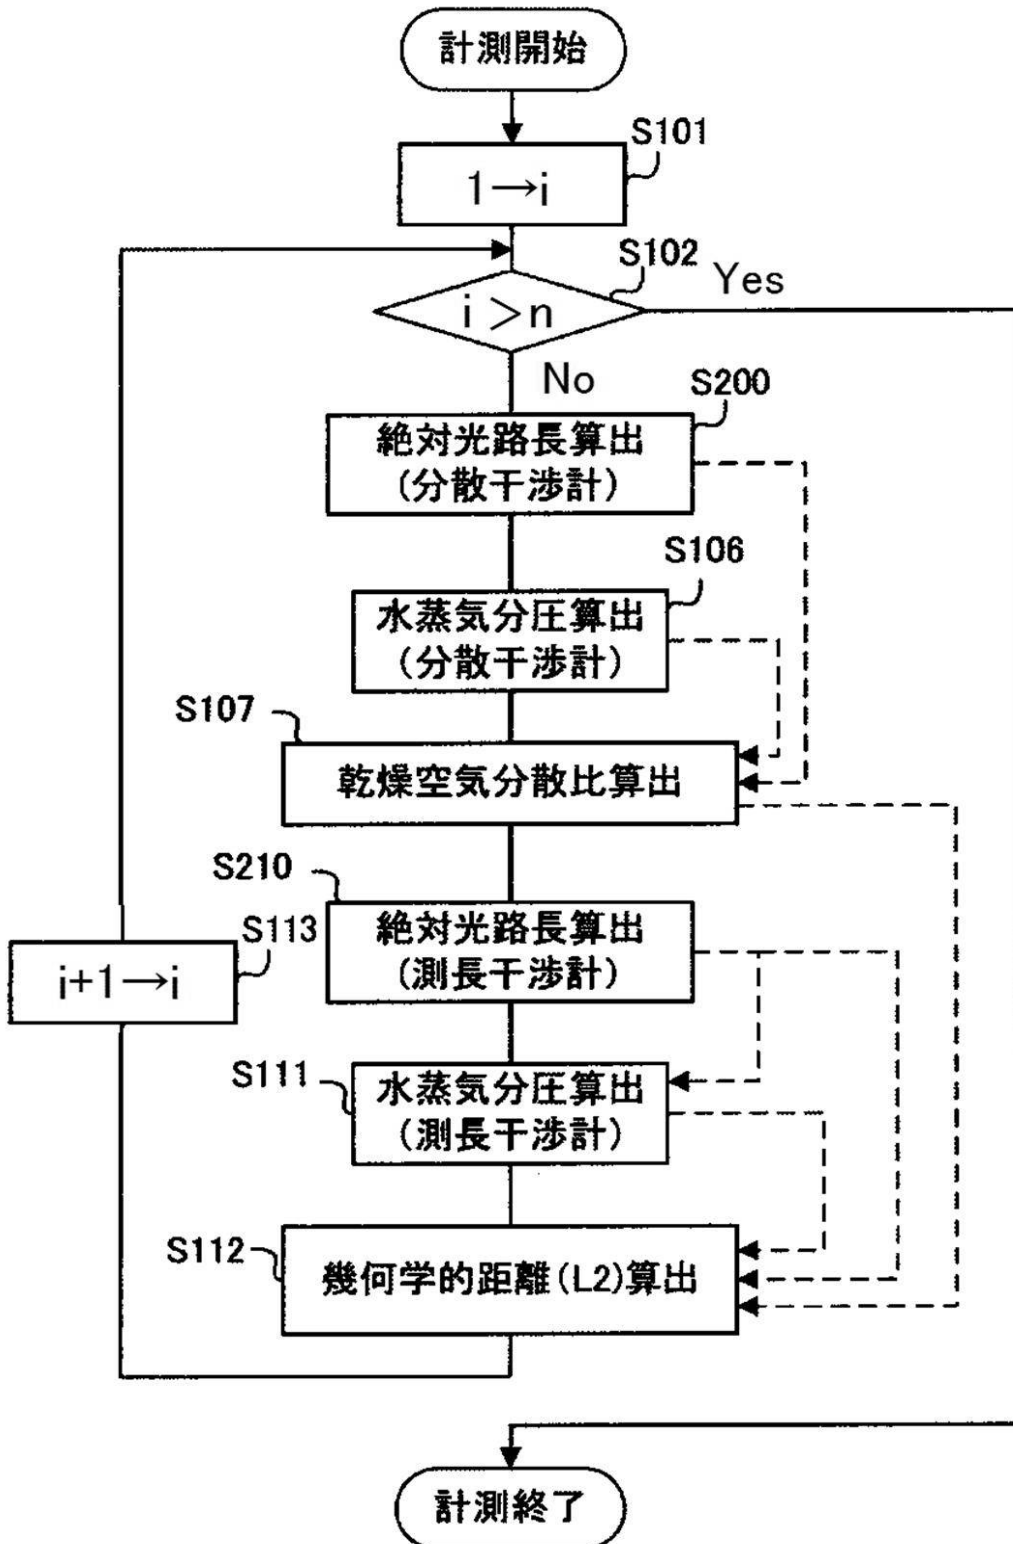 計測開始
S101
1→i
S102
i＞n
Yes
No
S200
絶対光路長算出
(分散干渉計)
S106
水蒸気分圧算出
(分散干渉計)
S107
乾燥空気分散比算出
S210
絶対光路長算出
(測長干渉計)
S113
i+1→i
S111
水蒸気分圧算出
(測長干渉計)
S112
幾何学的距離(L2)算出
計測終了